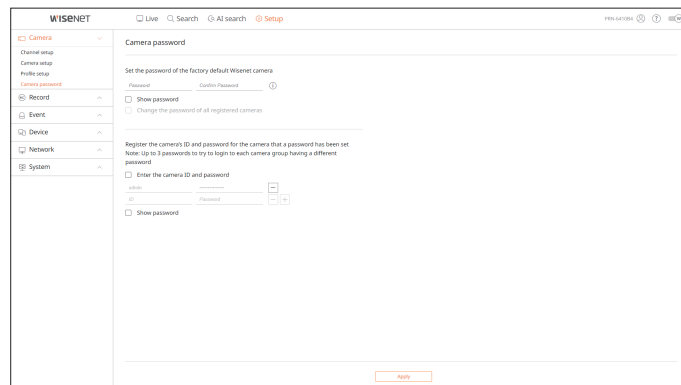 WISENET
Live
Search
AI search
Setup
PRN-6410B4
Camera
Channel setup
Camera setup
Profile setup
Camera password
Record
Event
Device
Network
System
Camera password
Set the password of the factory default Wisenet camera
Password
Confirm Password
Show password
Change the password of all registered cameras
Register the camera's ID and password for the camera that a password has been set
Note: Up to 3 passwords to try to login to each camera group having a different
password
Enter the camera ID and password
admin
ID
Password
Show password
Apply